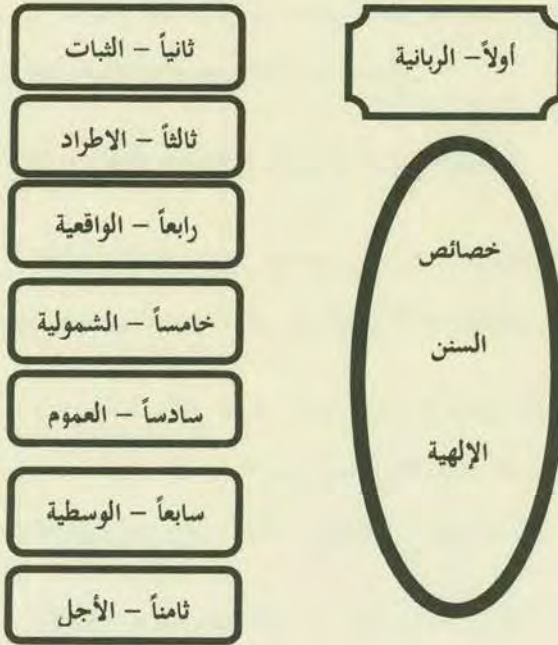 أولاً – الربانية
خصائص
السنن
الإلهية
ثانياً – الثبات
ثالثاً – الاطراد
رابعاً – الواقعية
خامساً – الشمولية
سادساً – العموم
سابعاً – الوسطية
ثامناً – الأجل